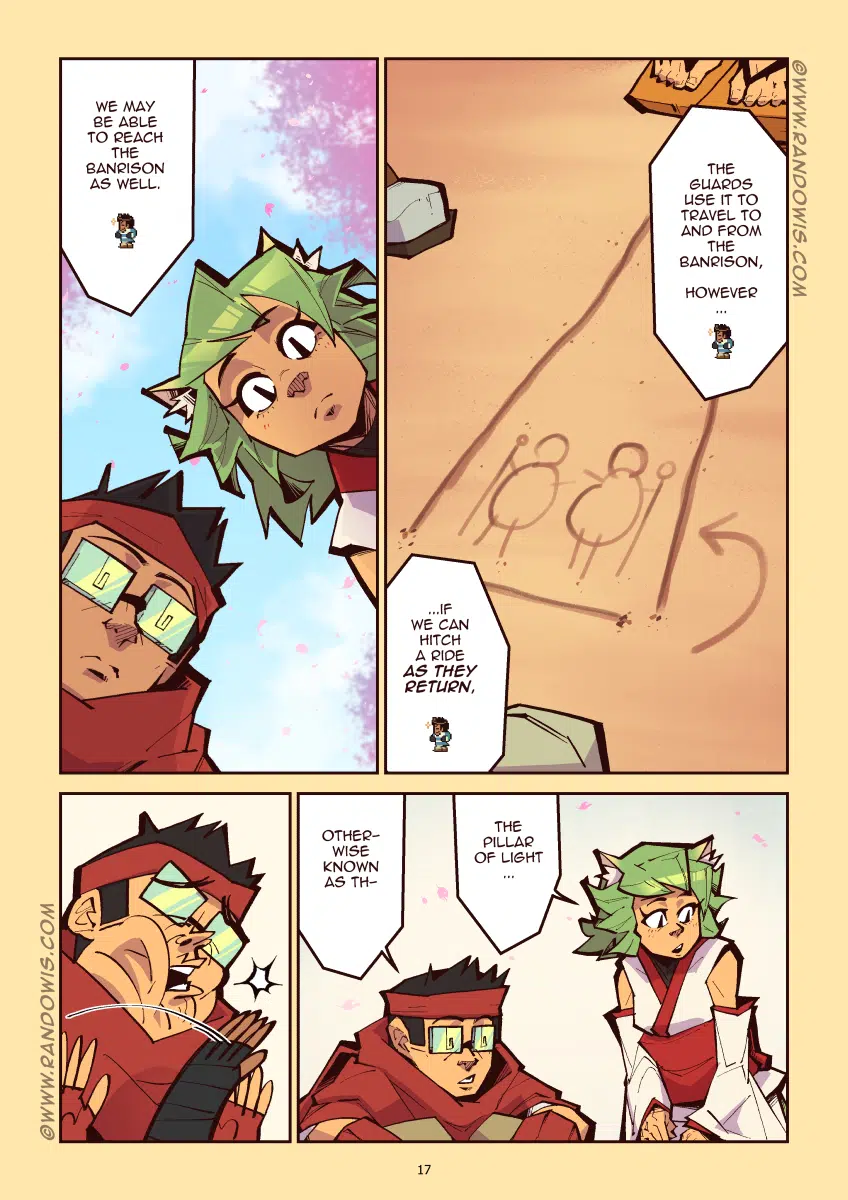 ©WWW.RANDOWIS.COM
THE
GUARDS
USE IT TO
TRAVEL TO
AND FROM
THE
BANRISON,
HOWEVER
...
...IF
WE CAN
HITCH
A RIDE
AS THEY
RETURN,
WE MAY
BE ABLE
TO REACH
THE
BANRISON
AS WELL.
THE
PILLAR
OF LIGHT
...
OTHER-
WISE
KNOWN
AS TH-
©WWW.RANDOWIS.COM
17